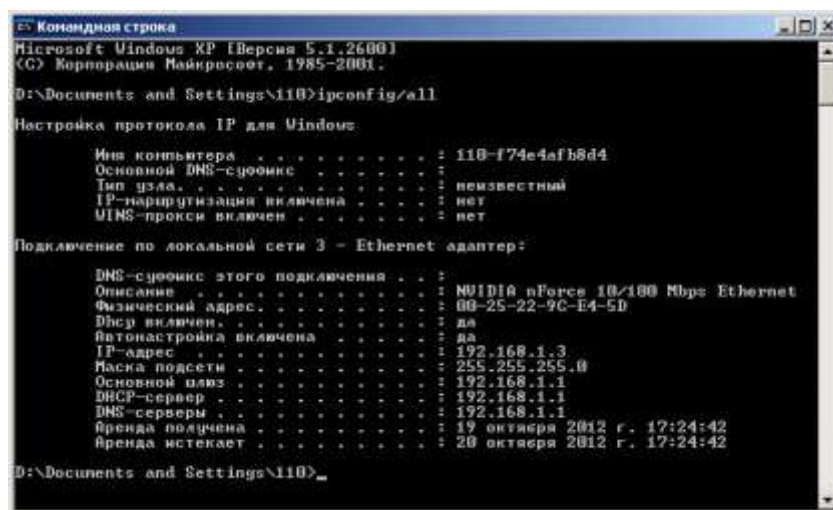 Командная строка
Microsoft Windows XP [Версия 5.1.2600]
(С) Корпорация Майкрософт, 1985-2001.
D:\Documents and Settings\110>ipconfig/all
Настройка протокола IP для Windows
Имя компьютера . . . . . . . . . : 110-f74e4afb8d4
Основной DNS-суффикс . . . . . . :
Тип узла. . . . . . . . . . . . . : неизвестный
IP-маршрутизация включена . . . . : нет
WINS-прокси включен . . . . . . . : нет
Подключение по локальной сети 3 - Ethernet адаптер:
DNS-суффикс этого подключения . . :
Описание . . . . . . . . . . . . : NVIDIA nForce 10/100 Mbps Ethernet
Физический адрес. . . . . . . . . : 00-25-22-9C-E4-5D
Dhcp включен. . . . . . . . . . . : да
Автонастройка включена . . . . . : да
IP-адрес . . . . . . . . . . . . : 192.168.1.3
Маска подсети . . . . . . . . . . : 255.255.255.0
Основной шлюз . . . . . . . . . . : 192.168.1.1
DHCP-сервер . . . . . . . . . . . : 192.168.1.1
DNS-серверы . . . . . . . . . . . : 192.168.1.1
Аренда получена . . . . . . . . . : 19 октября 2012 г. 17:24:42
Аренда истекает . . . . . . . . . : 20 октября 2012 г. 17:24:42
D:\Documents and Settings\110>_